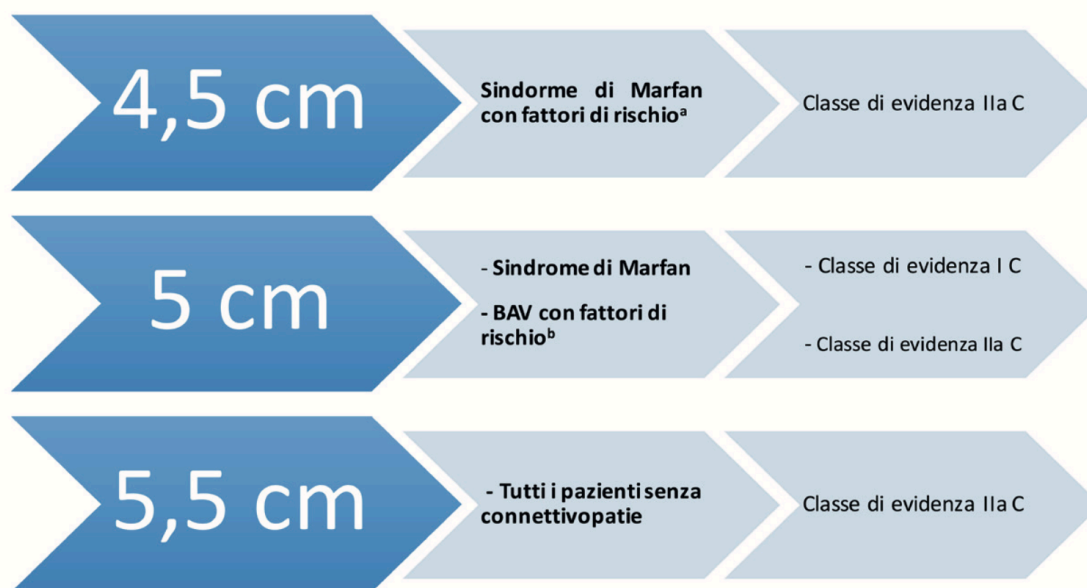 4,5 cm
Sindorme di Marfan
con fattori di rischioᵃ
Classe di evidenza IIa C
5 cm
- Sindrome di Marfan
- BAV con fattori di
rischioᵇ
- Classe di evidenza I C
- Classe di evidenza IIa C
5,5 cm
- Tutti i pazienti senza
connettivopatie
Classe di evidenza IIa C